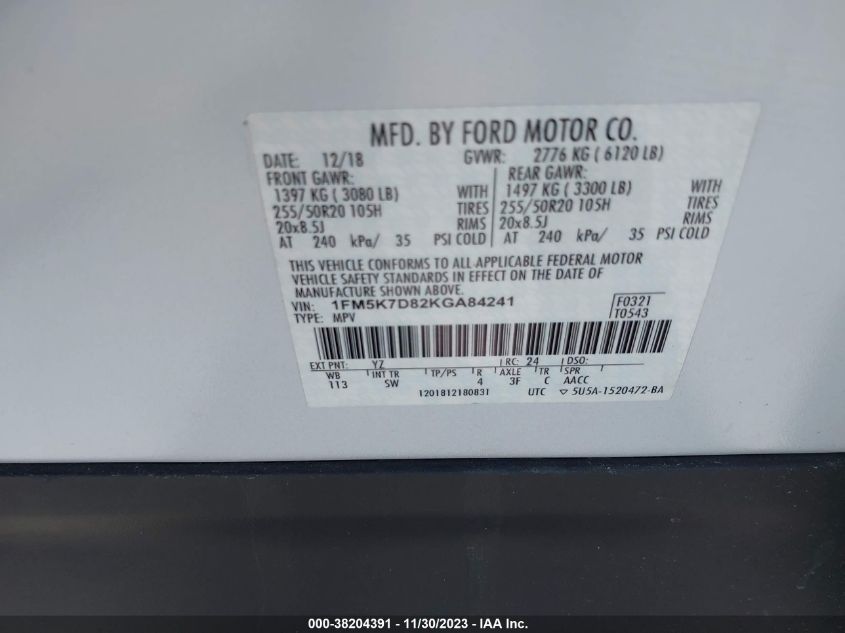 MFD. BY FORD MOTOR CO.
DATE: 12/18 GVWR: 2776 KG ( 6120 LB)
FRONT GAWR: REAR GAWR:
1397 KG ( 3080 LB) WITH 1497 KG ( 3300 LB) WITH
255/50R20 105H TIRES 255/50R20 105H TIRES
20x8.5J RIMS 20x8.5J RIMS
AT 240 kPa/ 35 PSI COLD AT 240 kPa/ 35 PSI COLD
THIS VEHICLE CONFORMS TO ALL APPLICABLE FEDERAL MOTOR
VEHICLE SAFETY STANDARDS IN EFFECT ON THE DATE OF
MANUFACTURE SHOWN ABOVE.
VIN: 1FM5K7D82KGA84241 F0321
TYPE: MPV T0543
EXT PNT: YZ RC: 24 DSO:
WB INT TR TP/PS R AXLE TR SPR
113 SW 4 3F C AACC
1201812180831 UTC ▽ 5U5A-1520472-BA
000-38204391 - 11/30/2023 - IAA Inc.